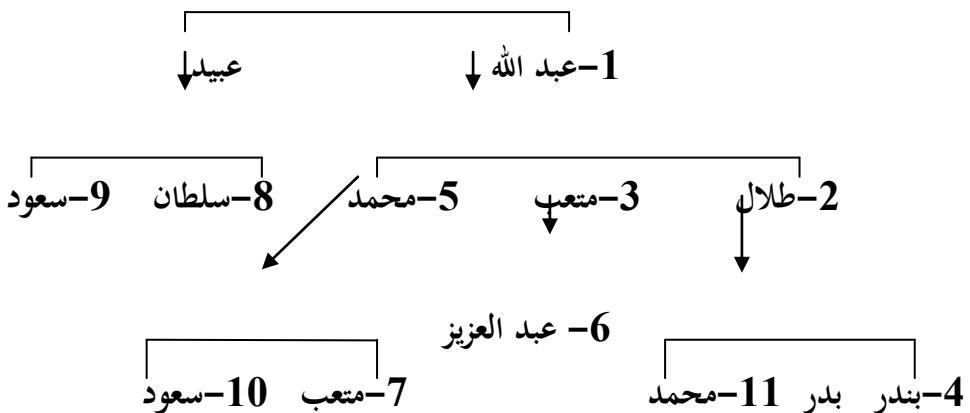 1-عبد الله عبيد
2-طلال 3-متعب 5-محمد 8-سلطان 9-سعود
6- عبد العزيز
4-بندر بدر 11-محمد 7-متعب 10-سعود